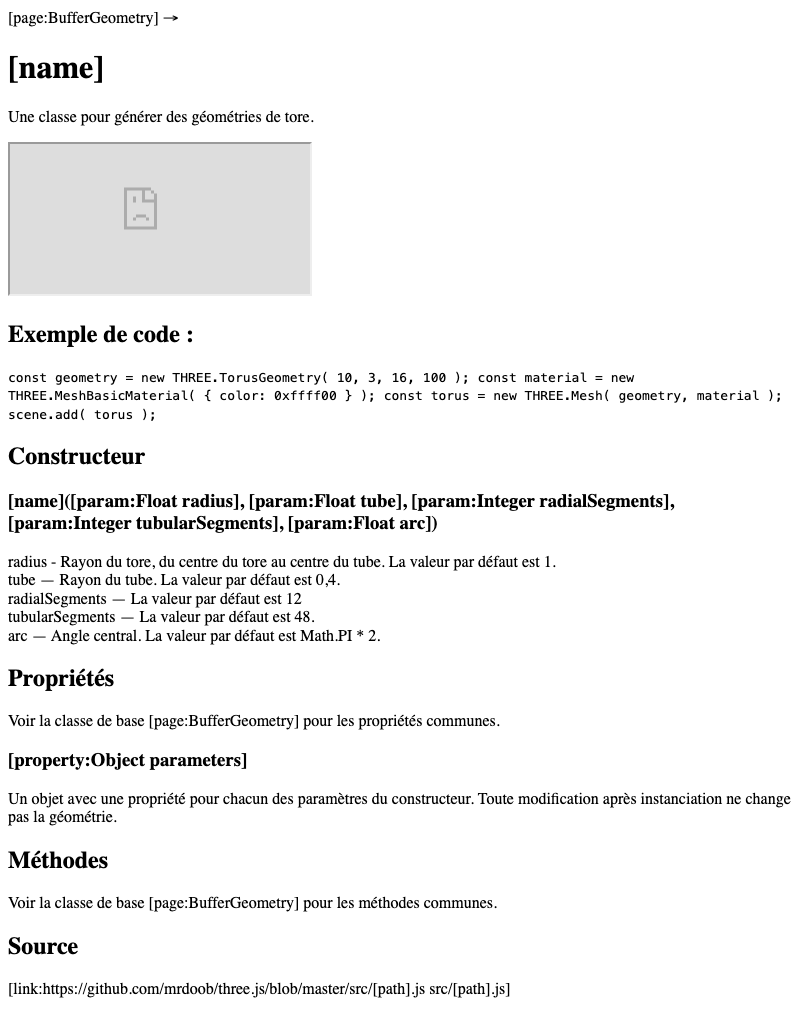 [page:BufferGeometry] →
[name]
Une classe pour générer des géométries de tore.
Exemple de code :
const geometry = new THREE.TorusGeometry( 10, 3, 16, 100 ); const material = new
THREE.MeshBasicMaterial( { color: 0xffff00 } ); const torus = new THREE.Mesh( geometry, material );
scene.add( torus );
Constructeur
[name]([param:Float radius], [param:Float tube], [param:Integer radialSegments],
[param:Integer tubularSegments], [param:Float arc])
radius - Rayon du tore, du centre du tore au centre du tube. La valeur par défaut est 1.
tube — Rayon du tube. La valeur par défaut est 0,4.
radialSegments — La valeur par défaut est 12
tubularSegments — La valeur par défaut est 48.
arc — Angle central. La valeur par défaut est Math.PI * 2.
Propriétés
Voir la classe de base [page:BufferGeometry] pour les propriétés communes.
[property:Object parameters]
Un objet avec une propriété pour chacun des paramètres du constructeur. Toute modification après instanciation ne change
pas la géométrie.
Méthodes
Voir la classe de base [page:BufferGeometry] pour les méthodes communes.
Source
[link:https://github.com/mrdoob/three.js/blob/master/src/[path].js src/[path].js]